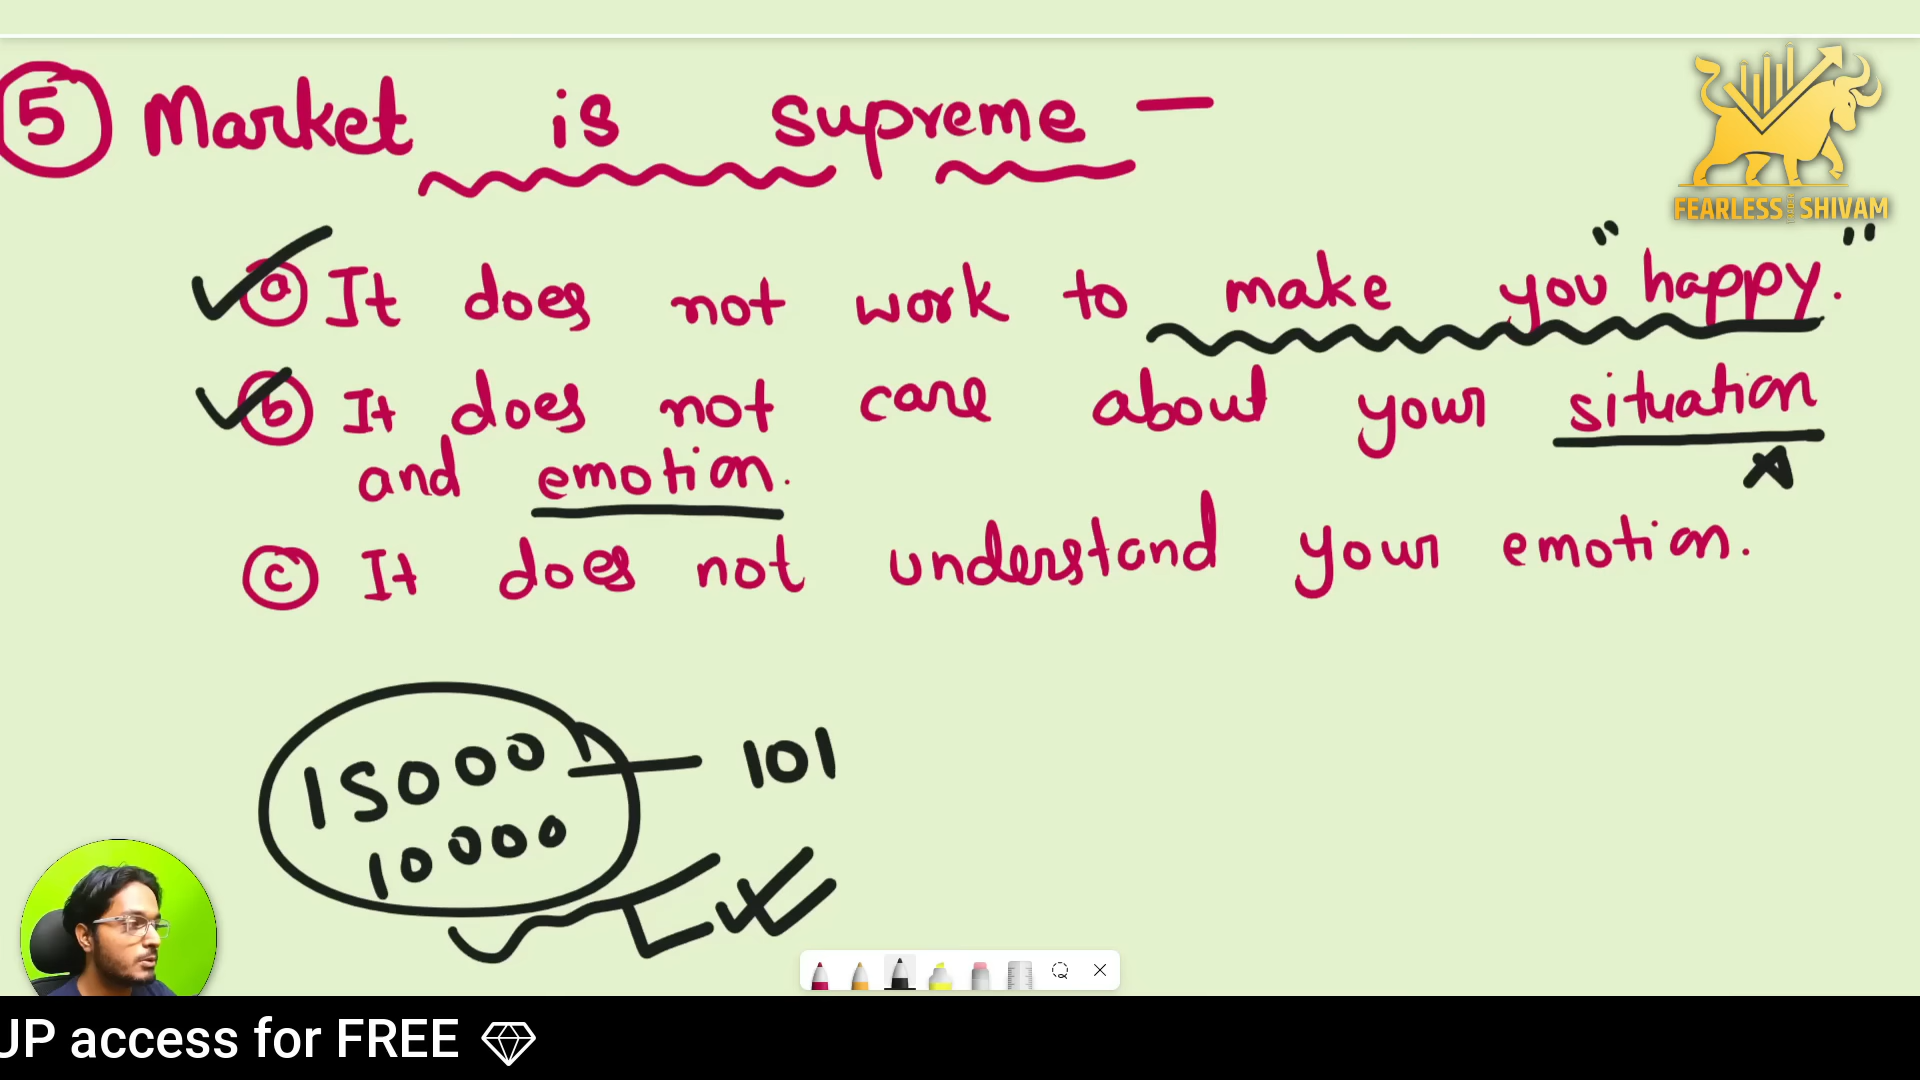 5 Market is supreme —
FEARLESS SHIVAM
a It does not work to make you "happy."
b It does not care about your situation
and emotion.
c It does not understand your emotion.
15000 — 101
10000
UP access for FREE